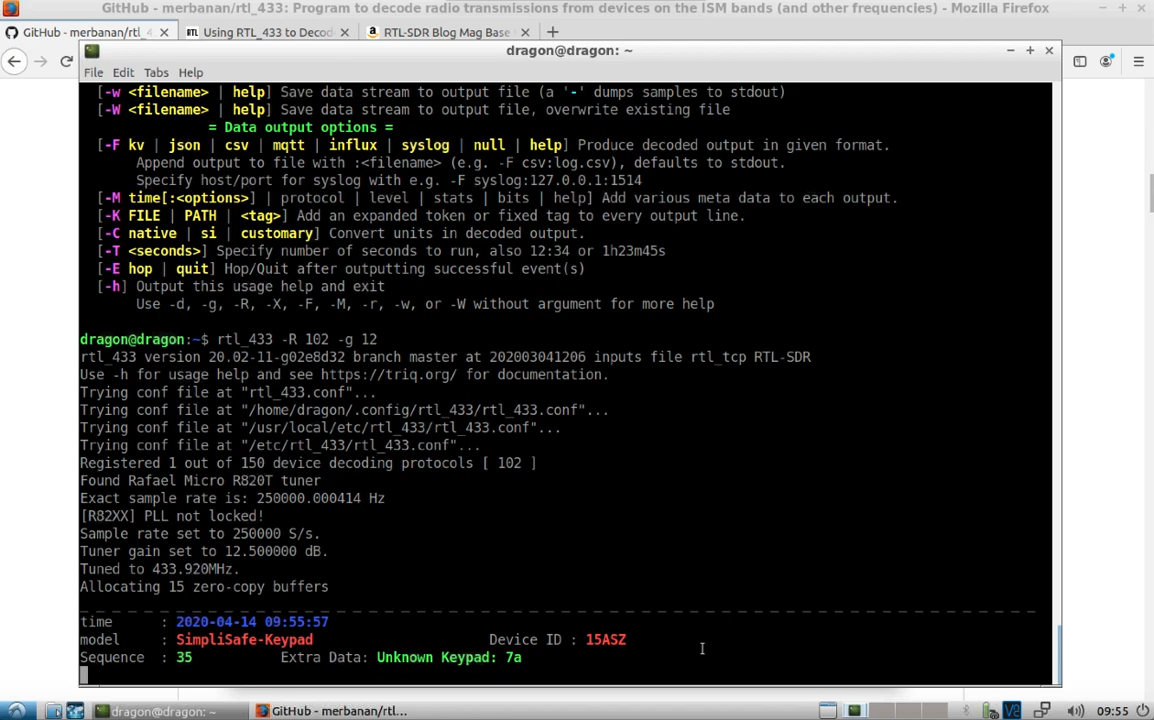 GitHub - merbanan/rtl_433: Program to decode radio transmissions from devices on the ISM bands (and other frequencies) - Mozilla Firefox
GitHub - merbanan/rtl_4
Using RTL_433 to Decod
RTL-SDR Blog Mag Base
dragon@dragon: ~
File Edit Tabs Help
[-w <filename> | help] Save data stream to output file (a '-' dumps samples to stdout)
[-W <filename> | help] Save data stream to output file, overwrite existing file
= Data output options =
[-F kv | json | csv | mqtt | influx | syslog | null | help] Produce decoded output in given format.
Append output to file with :<filename> (e.g. -F csv:log.csv), defaults to stdout.
Specify host/port for syslog with e.g. -F syslog:127.0.0.1:1514
[-M time[:<options>] | protocol | level | stats | bits | help] Add various meta data to each output.
[-K FILE | PATH | <tag>] Add an expanded token or fixed tag to every output line.
[-C native | si | customary] Convert units in decoded output.
[-T <seconds>] Specify number of seconds to run, also 12:34 or 1h23m45s
[-E hop | quit] Hop/Quit after outputting successful event(s)
[-h] Output this usage help and exit
Use -d, -g, -R, -X, -F, -M, -r, -w, or -W without argument for more help
dragon@dragon:~$ rtl_433 -R 102 -g 12
rtl_433 version 20.02-11-g02e8d32 branch master at 202003041206 inputs file rtl_tcp RTL-SDR
Use -h for usage help and see https://triq.org/ for documentation.
Trying conf file at "rtl_433.conf"...
Trying conf file at "/home/dragon/.config/rtl_433/rtl_433.conf"...
Trying conf file at "/usr/local/etc/rtl_433/rtl_433.conf"...
Trying conf file at "/etc/rtl_433/rtl_433.conf"...
Registered 1 out of 150 device decoding protocols [ 102 ]
Found Rafael Micro R820T tuner
Exact sample rate is: 250000.000414 Hz
[R82XX] PLL not locked!
Sample rate set to 250000 S/s.
Tuner gain set to 12.500000 dB.
Tuned to 433.920MHz.
Allocating 15 zero-copy buffers
time : 2020-04-14 09:55:57
model : SimpliSafe-Keypad Device ID : 15ASZ
Sequence : 35 Extra Data: Unknown Keypad: 7a
dragon@dragon: ~
GitHub - merbanan/rtl...
V2
09:55